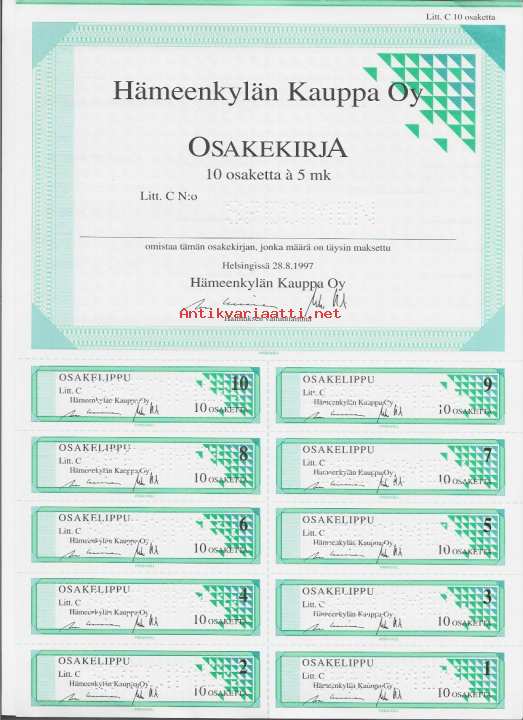 Litt. C 10 osaketta
Hämeenkylän Kauppa Oy
OSAKEKIRJA
10 osaketta à 5 mk
Litt. C N:o
SPECIMEN
omistaa tämän osakekirjan, jonka määrä on täysin maksettu
Helsingissä 28.8.1997
Hämeenkylän Kauppa Oy
Antikvariaatti.net
OSAKELIPPU 10
Litt. C
Hämeenkylän Kauppa Oy
10 OSAKETTA
OSAKELIPPU 9
Litt. C
Hämeenkylän Kauppa Oy
10 OSAKETTA
OSAKELIPPU 8
Litt. C
Hämeenkylän Kauppa Oy
10 OSAKETTA
OSAKELIPPU 7
Litt. C
Hämeenkylän Kauppa Oy
10 OSAKETTA
OSAKELIPPU 6
Litt. C
Hämeenkylän Kauppa Oy
10 OSAKETTA
OSAKELIPPU 5
Litt. C
Hämeenkylän Kauppa Oy
10 OSAKETTA
OSAKELIPPU 4
Litt. C
Hämeenkylän Kauppa Oy
10 OSAKETTA
OSAKELIPPU 3
Litt. C
Hämeenkylän Kauppa Oy
10 OSAKETTA
OSAKELIPPU 2
Litt. C
Hämeenkylän Kauppa Oy
10 OSAKETTA
OSAKELIPPU 1
Litt. C
Hämeenkylän Kauppa Oy
10 OSAKETTA